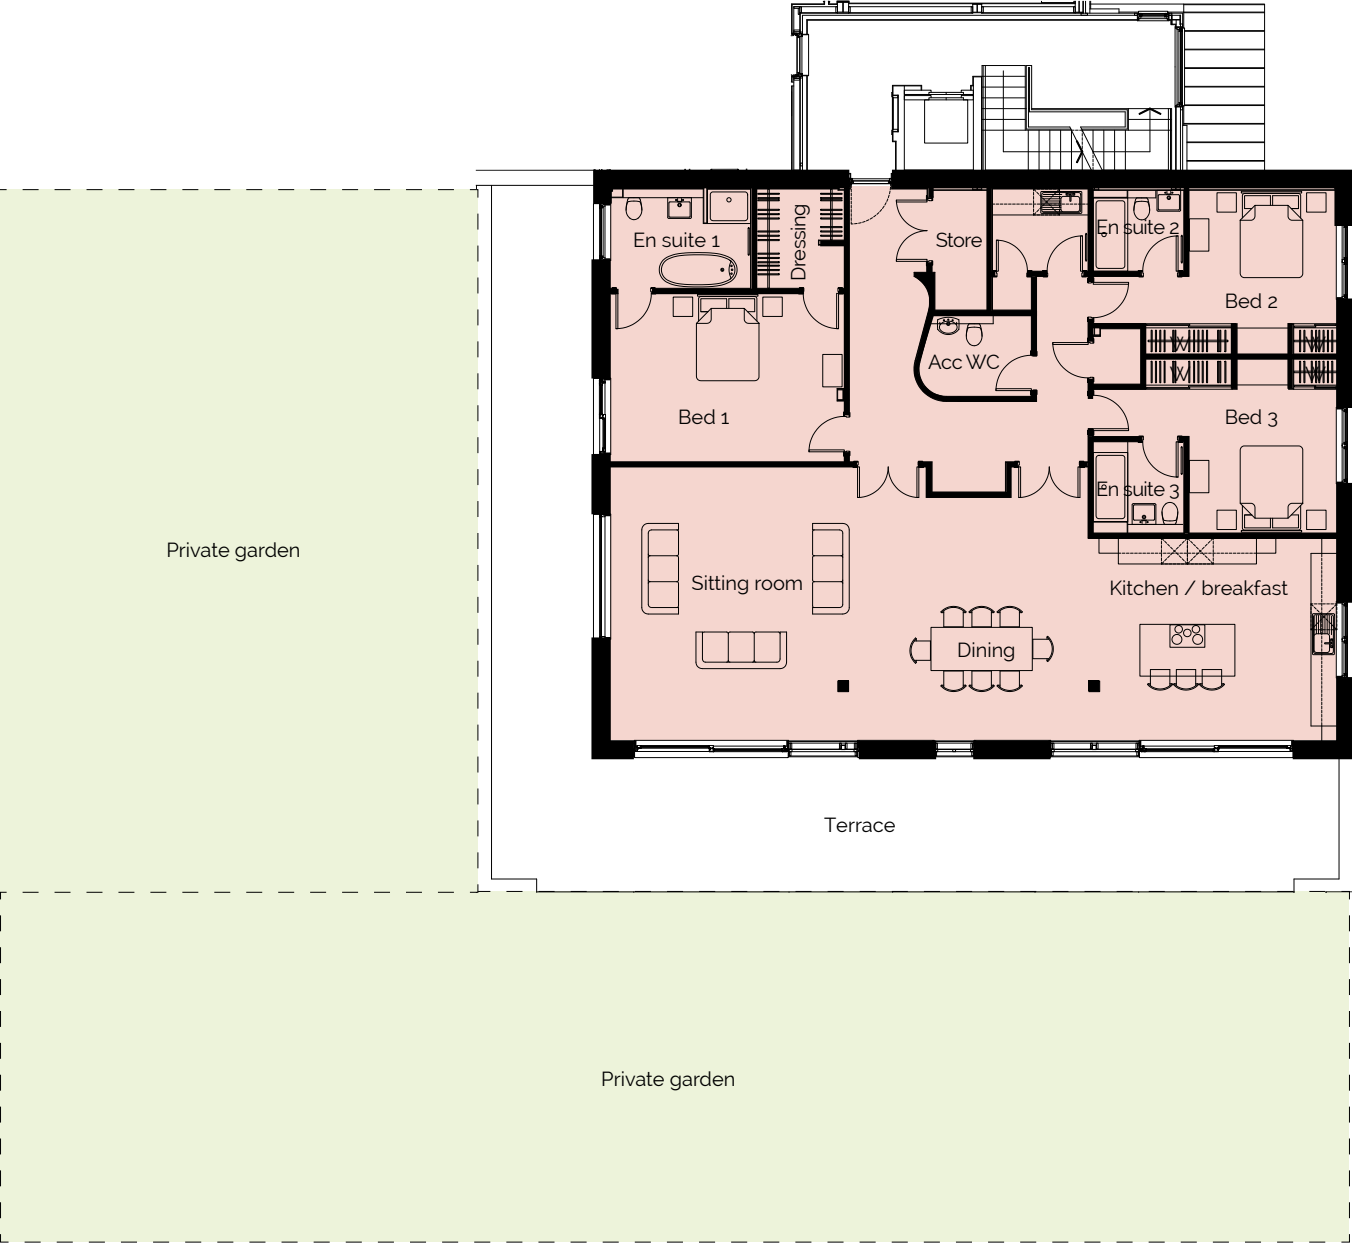 En suite 1
Dressing
Store
En suite 2
Bed 2
W
W
Acc WC
W
W
Bed 1
Bed 3
En suite 3
Private garden
Sitting room
Kitchen / breakfast
Dining
Terrace
Private garden